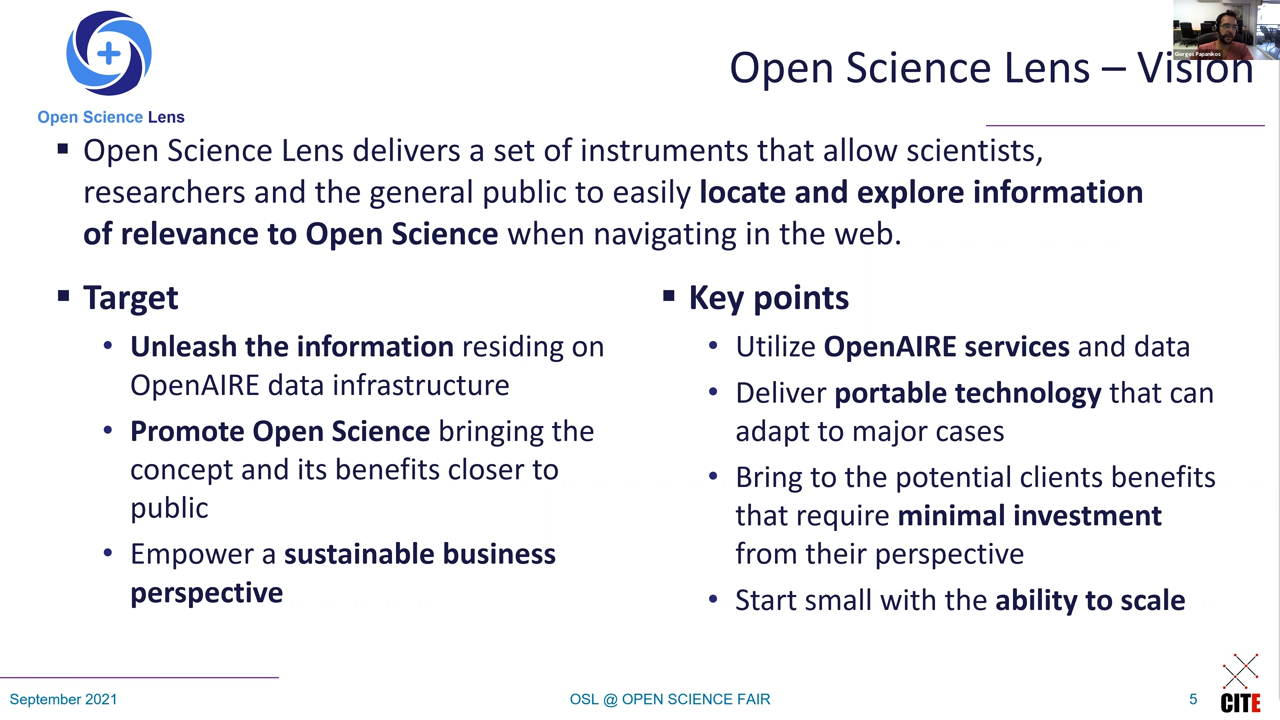 Giorgos Papanikos
Open Science Lens – Vision
Open Science Lens
Open Science Lens delivers a set of instruments that allow scientists,
researchers and the general public to easily locate and explore information
of relevance to Open Science when navigating in the web.
Target
Unleash the information residing on
OpenAIRE data infrastructure
Promote Open Science bringing the
concept and its benefits closer to
public
Empower a sustainable business
perspective
Key points
Utilize OpenAIRE services and data
Deliver portable technology that can
adapt to major cases
Bring to the potential clients benefits
that require minimal investment
from their perspective
Start small with the ability to scale
September 2021
OSL @ OPEN SCIENCE FAIR
5
CITE